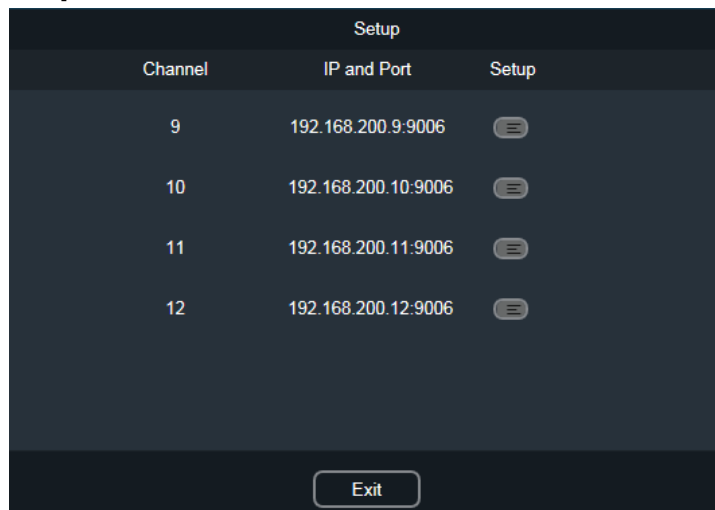 Setup
Channel IP and Port Setup
9 192.168.200.9:9006
10 192.168.200.10:9006
11 192.168.200.11:9006
12 192.168.200.12:9006
Exit